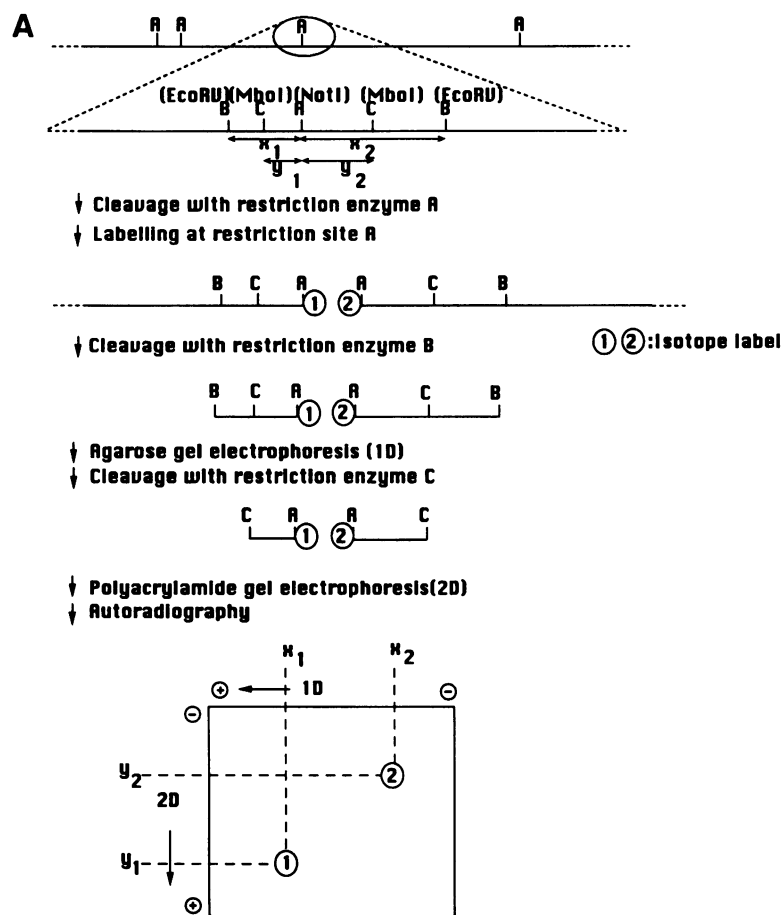 A
A A A A
(EcoRV)(MboI)(NotI) (MboI) (EcoRV)
B C A C B
x1 x2
y1 y2
↓ Cleavage with restriction enzyme A
↓ Labelling at restriction site A
B C A A C B
① ②
↓ Cleavage with restriction enzyme B
① ②:Isotope label
B C A A C B
① ②
↓ Agarose gel electrophoresis (1D)
↓ Cleavage with restriction enzyme C
C A A C
① ②
↓ Polyacrylamide gel electrophoresis(2D)
↓ Autoradiography
x1 x2
⊕ ← 1D ⊖
⊖
y2 ②
2D
y1 ①
⊕